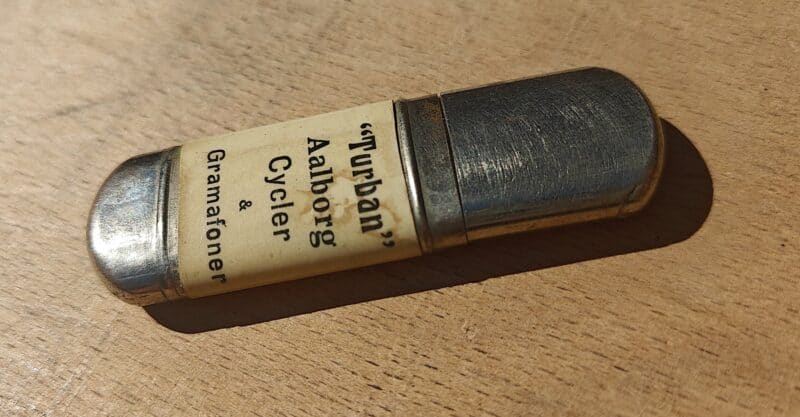 “Turban”
Aalborg
Cycler
&
Gramafoner